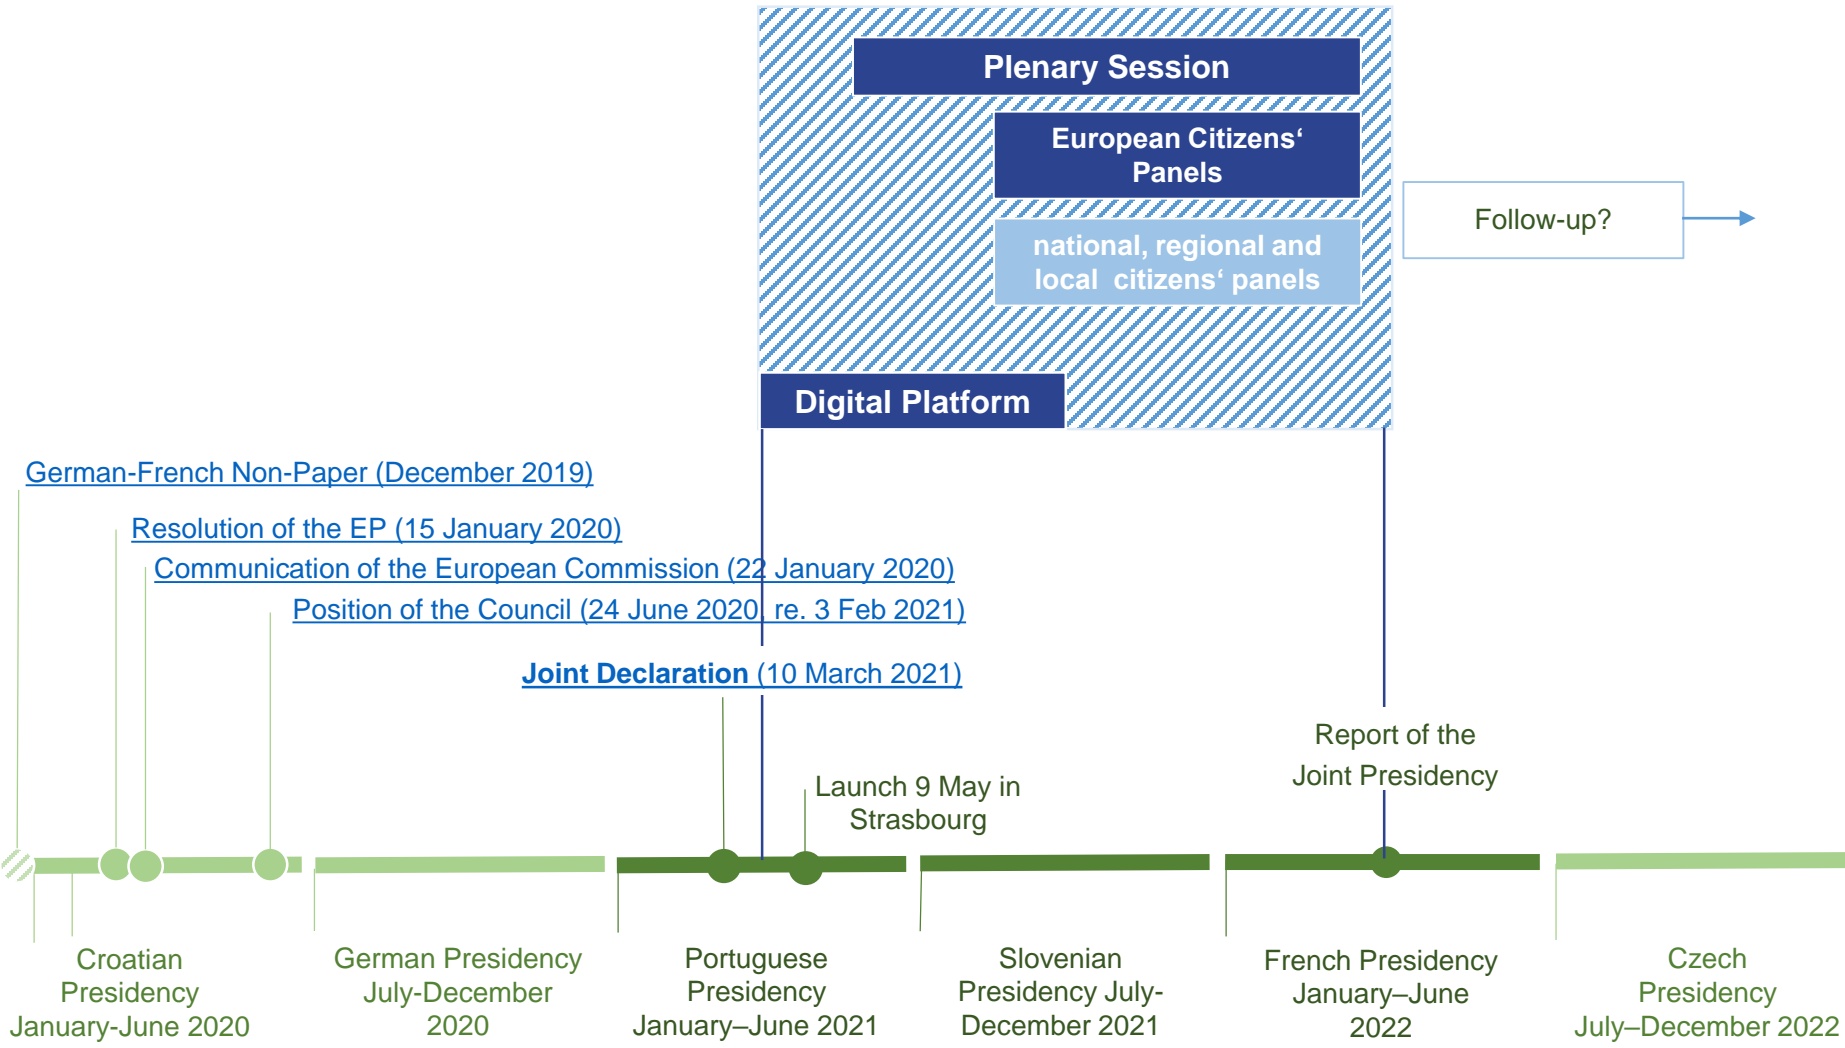 Plenary Session
European Citizens‘
Panels
national, regional and
local  citizens‘ panels
Follow-up?
Digital Platform
German-French Non-Paper (December 2019)
Resolution of the EP (15 January 2020)
Communication of the European Commission (22 January 2020)
Position of the Council (24 June 2020, re. 3 Feb 2021)
Joint Declaration (10 March 2021)
Report of the
Joint Presidency
Launch 9 May in
Strasbourg
Croatian
Presidency
January-June 2020
German Presidency
July-December
2020
Portuguese
Presidency
January–June 2021
Slovenian
Presidency July-
December 2021
French Presidency
January–June
2022
Czech
Presidency
July–December 2022